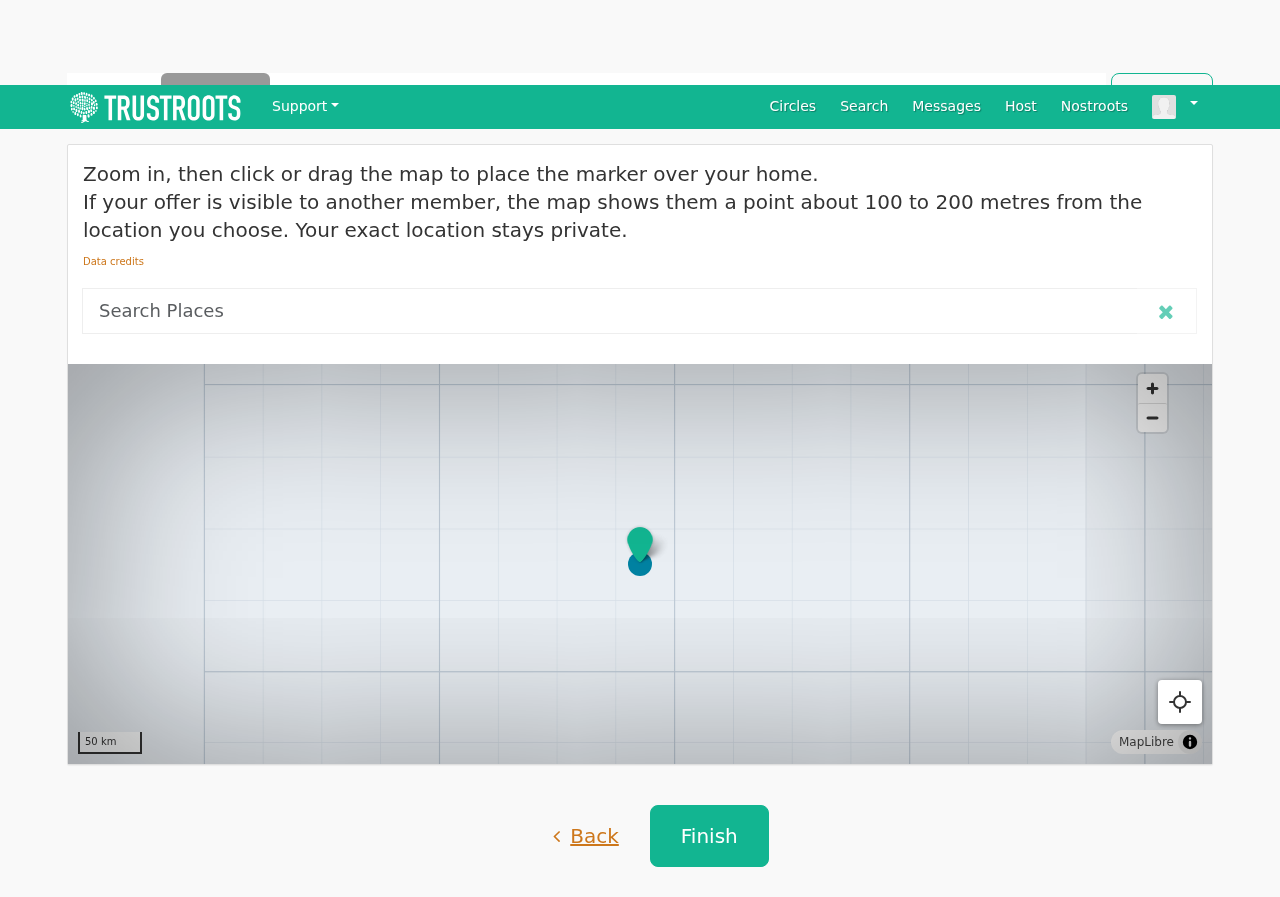 TRUSTROOTS Support Circles Search Messages Host Nostroots
Zoom in, then click or drag the map to place the marker over your home.
If your offer is visible to another member, the map shows them a point about 100 to 200 metres from the
location you choose. Your exact location stays private.
Data credits
Search Places
50 km
MapLibre
Back
Finish